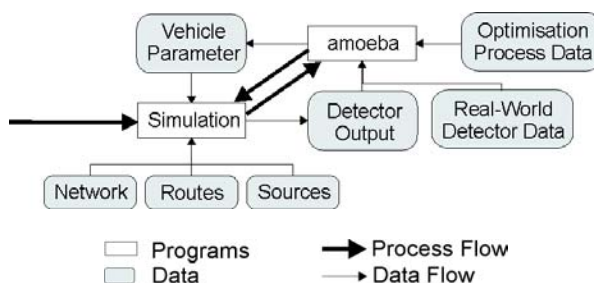 Vehicle
Parameter
amoeba
Optimisation
Process Data
Simulation
Detector
Output
Real-World
Detector Data
Network
Routes
Sources
Programs
Process Flow
Data
Data Flow